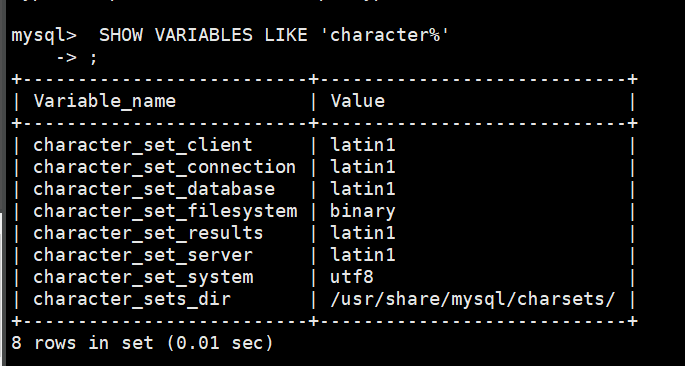 mysql>  SHOW VARIABLES LIKE 'character%'
    -> ;
+--------------------------+----------------------------+
| Variable_name            | Value                      |
+--------------------------+----------------------------+
| character_set_client     | latin1                     |
| character_set_connection | latin1                     |
| character_set_database   | latin1                     |
| character_set_filesystem | binary                     |
| character_set_results    | latin1                     |
| character_set_server     | latin1                     |
| character_set_system     | utf8                       |
| character_sets_dir       | /usr/share/mysql/charsets/ |
+--------------------------+----------------------------+
8 rows in set (0.01 sec)